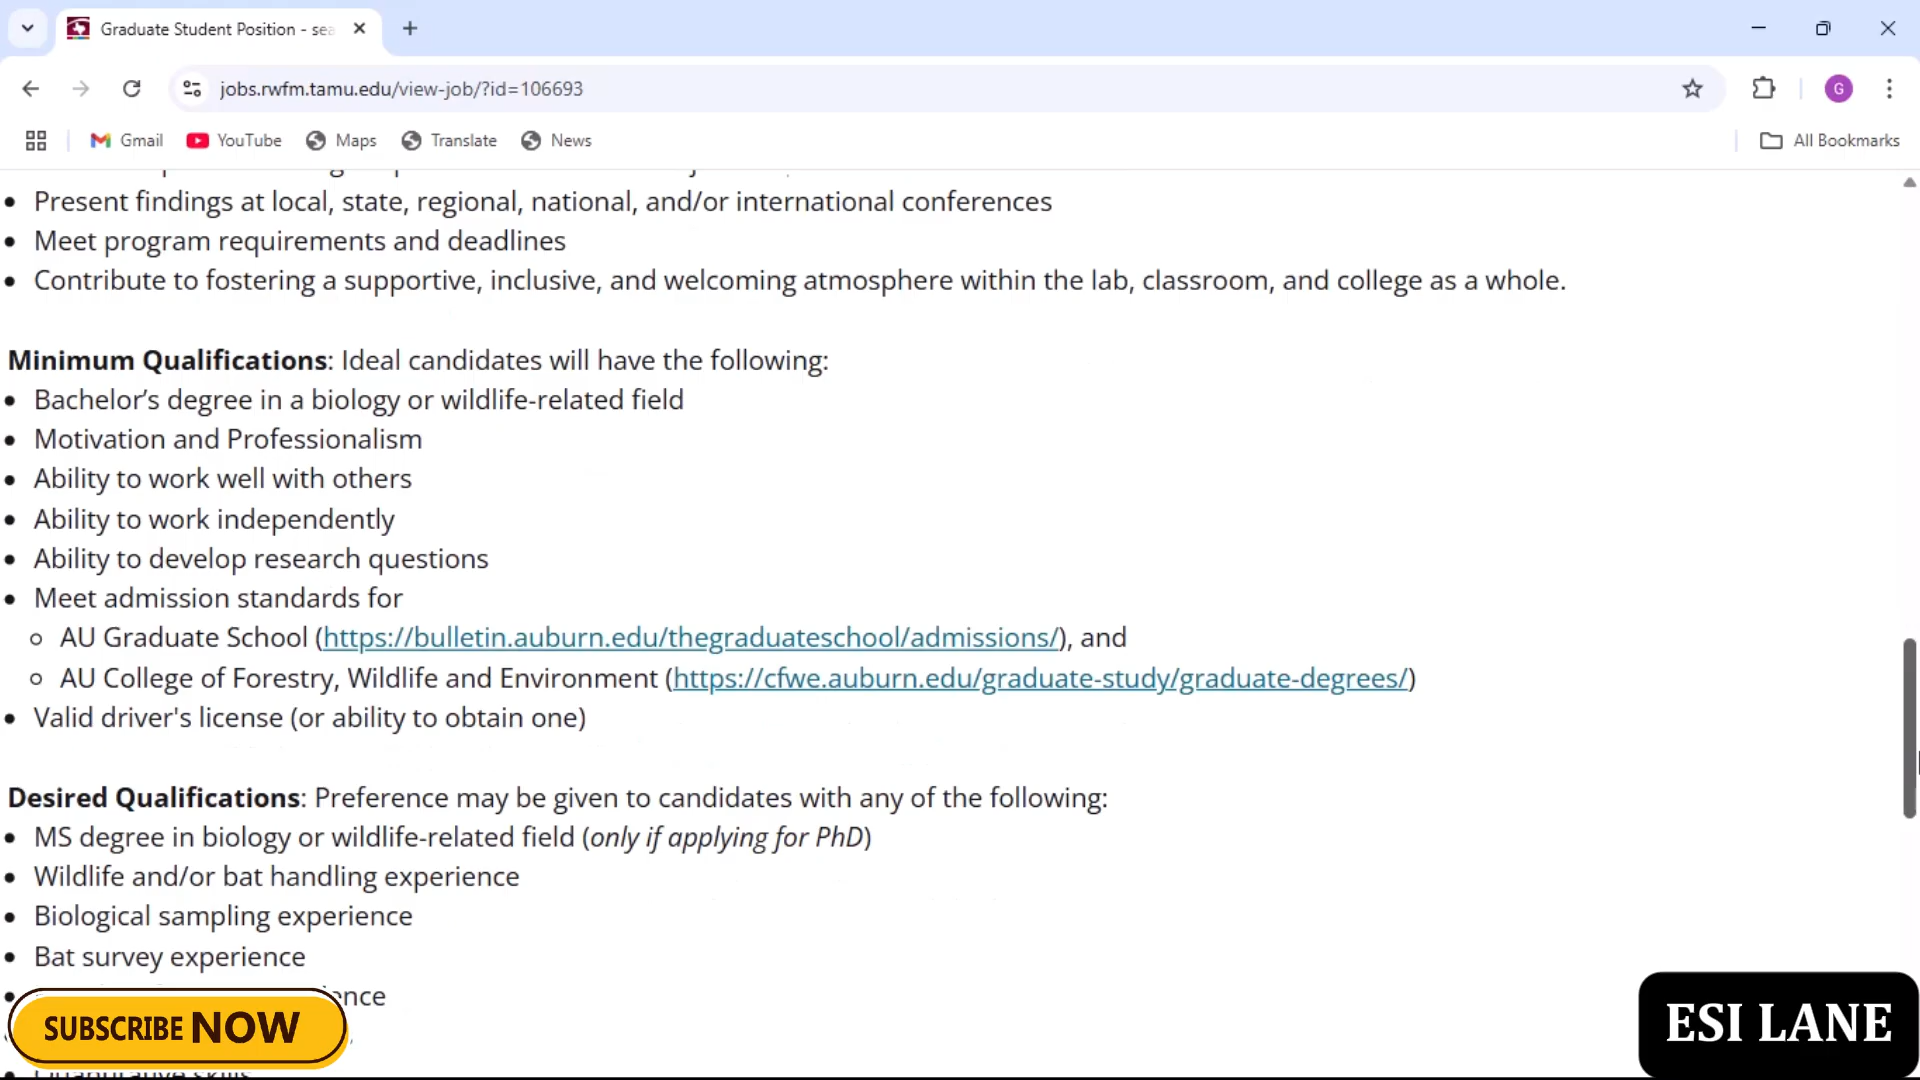 Graduate Student Position - sea
jobs.rwfm.tamu.edu/view-job/?id=106693
G
Gmail YouTube Maps Translate News All Bookmarks
• Present findings at local, state, regional, national, and/or international conferences
• Meet program requirements and deadlines
• Contribute to fostering a supportive, inclusive, and welcoming atmosphere within the lab, classroom, and college as a whole.
Minimum Qualifications: Ideal candidates will have the following:
• Bachelor’s degree in a biology or wildlife-related field
• Motivation and Professionalism
• Ability to work well with others
• Ability to work independently
• Ability to develop research questions
• Meet admission standards for
○ AU Graduate School (https://bulletin.auburn.edu/thegraduateschool/admissions/), and
○ AU College of Forestry, Wildlife and Environment (https://cfwe.auburn.edu/graduate-study/graduate-degrees/)
• Valid driver's license (or ability to obtain one)
Desired Qualifications: Preference may be given to candidates with any of the following:
• MS degree in biology or wildlife-related field (only if applying for PhD)
• Wildlife and/or bat handling experience
• Biological sampling experience
• Bat survey experience
SUBSCRIBE NOW
• Quantitative skills
ESI LANE